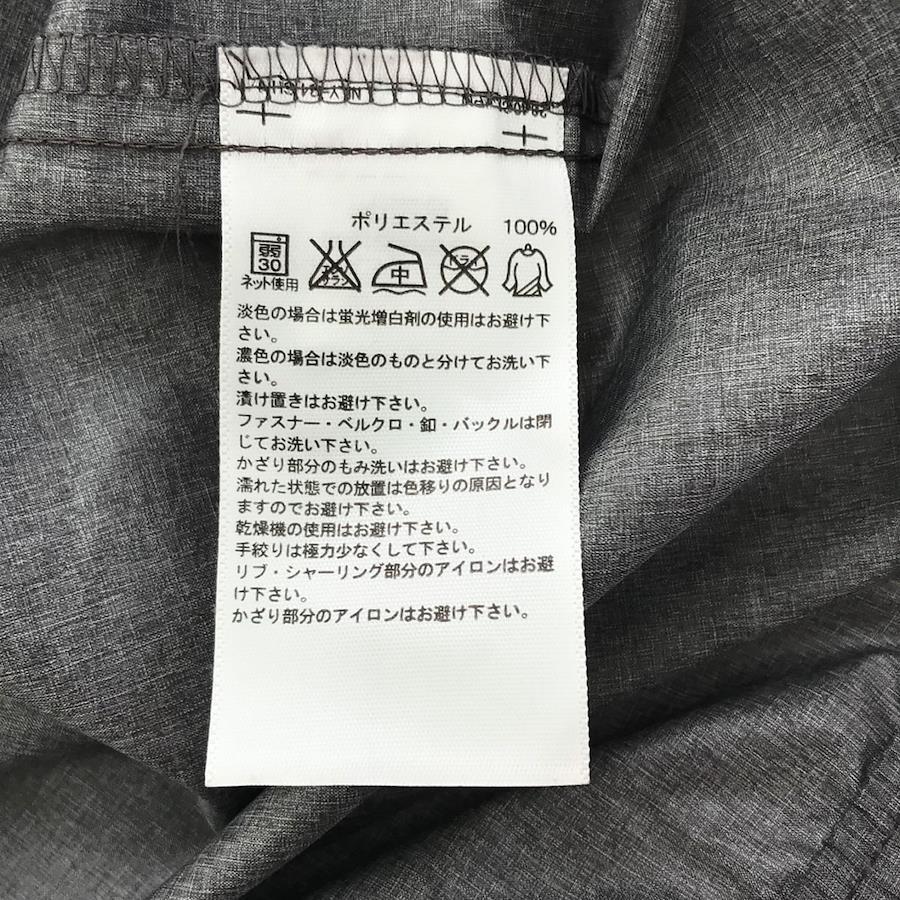 ポリエステル 100%
弱
30
ネット使用
エンソ
サラシ
中
ドライ
淡色の場合は蛍光増白剤の使用はお避け下
さい。
濃色の場合は淡色のものと分けてお洗い下
さい。
漬け置きはお避け下さい。
ファスナー・ベルクロ・釦・バックルは閉
じてお洗い下さい。
かざり部分のもみ洗いはお避け下さい。
濡れた状態での放置は色移りの原因となり
ますのでお避け下さい。
乾燥機の使用はお避け下さい。
手絞りは極力少なくして下さい。
リブ・シャーリング部分のアイロンはお避
け下さい。
かざり部分のアイロンはお避け下さい。